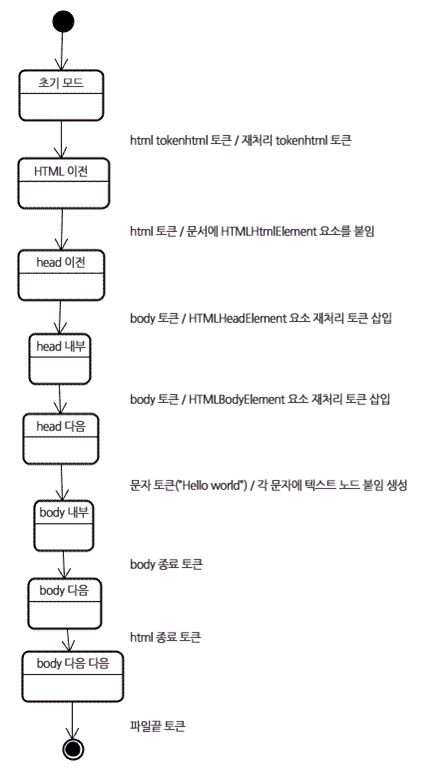 초기 모드
html tokenhtml 토큰 / 재처리 tokenhtml 토큰
HTML 이전
html 토큰 / 문서에 HTMLHtmlElement 요소를 붙임
head 이전
body 토큰 / HTMLHeadElement 요소 재처리 토큰 삽입
head 내부
body 토큰 / HTMLBodyElement 요소 재처리 토큰 삽입
head 다음
문자 토큰("Hello world") / 각 문자에 텍스트 노드 붙임 생성
body 내부
body 종료 토큰
body 다음
html 종료 토큰
body 다음 다음
파일끝 토큰